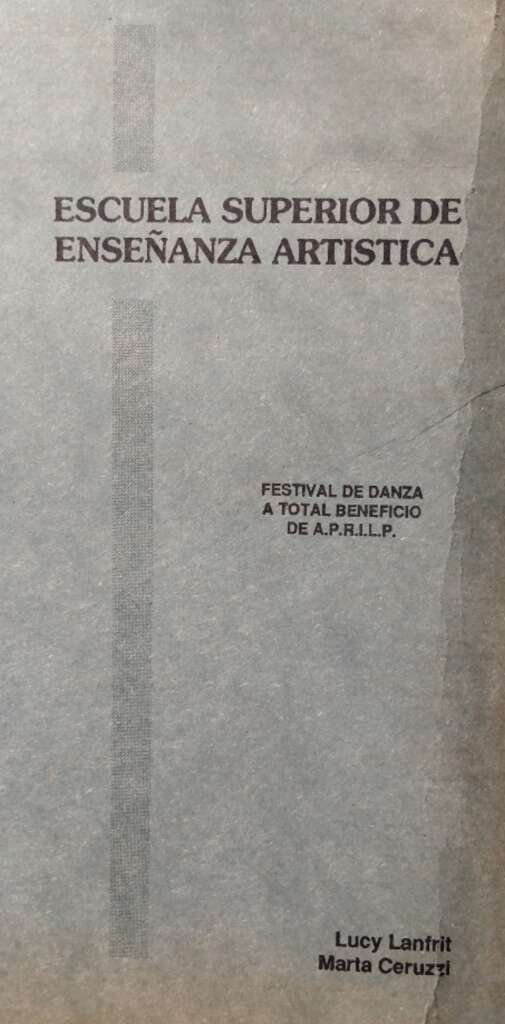 ESCUELA SUPERIOR DE
ENSEÑANZA ARTISTICA
FESTIVAL DE DANZA
A TOTAL BENEFICIO
DE A.P.R.I.L.P.
Lucy Lanfrit
Marta Ceruzzi